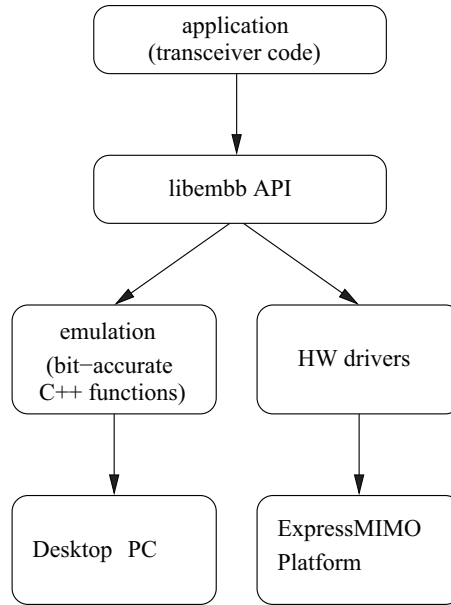 application
(transceiver code)
libembb API
emulation
(bit−accurate
C++ functions)
HW drivers
Desktop PC
ExpressMIMO
Platform